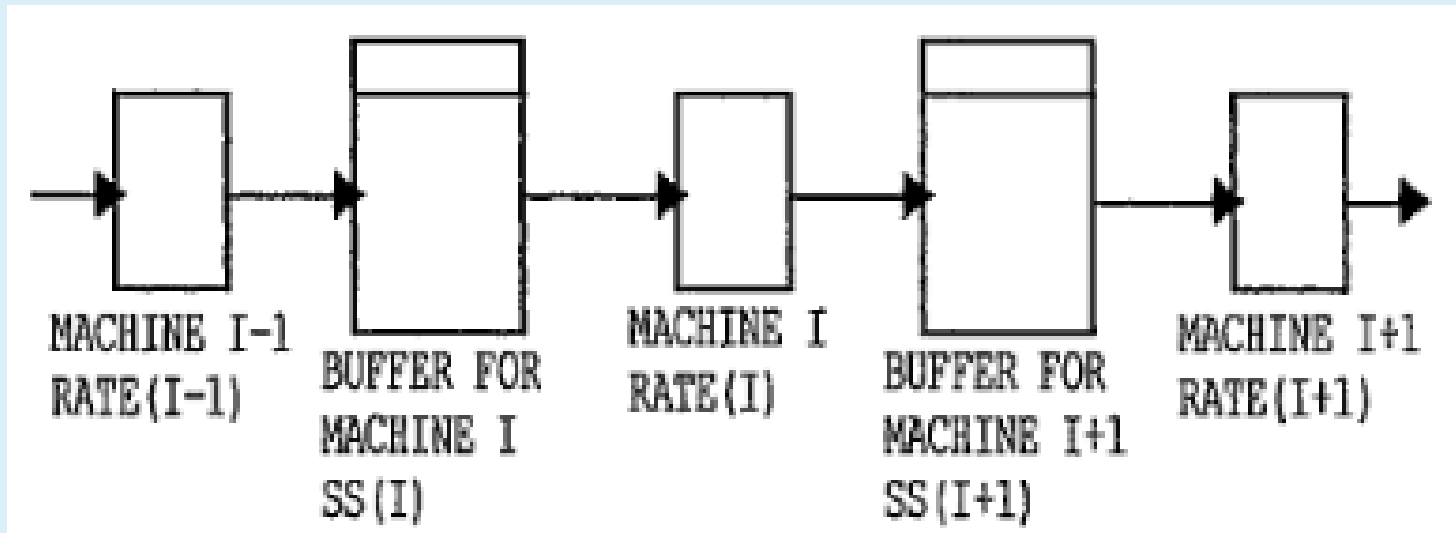 MACHINE I-1
RATE(I-1)
BUFFER FOR
MACHINE I
SS(I)
MACHINE I
RATE(I)
BUFFER FOR
MACHINE I+1
SS(I+1)
MACHINE I+1
RATE(I+1)